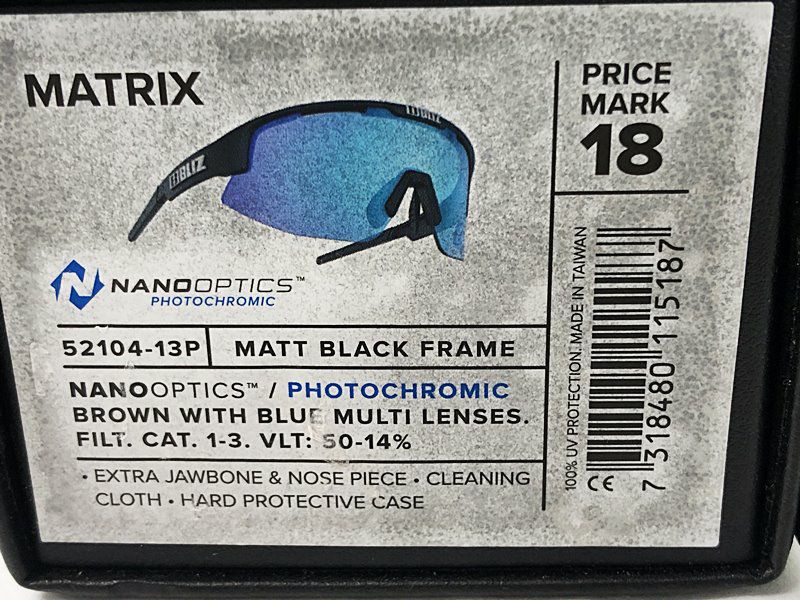 MATRIX
BLIZ
BLIZ
NANOOPTICS™
PHOTOCHROMIC
52104-13P
MATT BLACK FRAME
NANOOPTICS™ / PHOTOCHROMIC
BROWN WITH BLUE MULTI LENSES.
FILT. CAT. 1-3. VLT: 50-14%
• EXTRA JAWBONE & NOSE PIECE • CLEANING
CLOTH • HARD PROTECTIVE CASE
PRICE
MARK
18
100% UV PROTECTION. MADE IN TAIWAN
CE
7 318480 115187